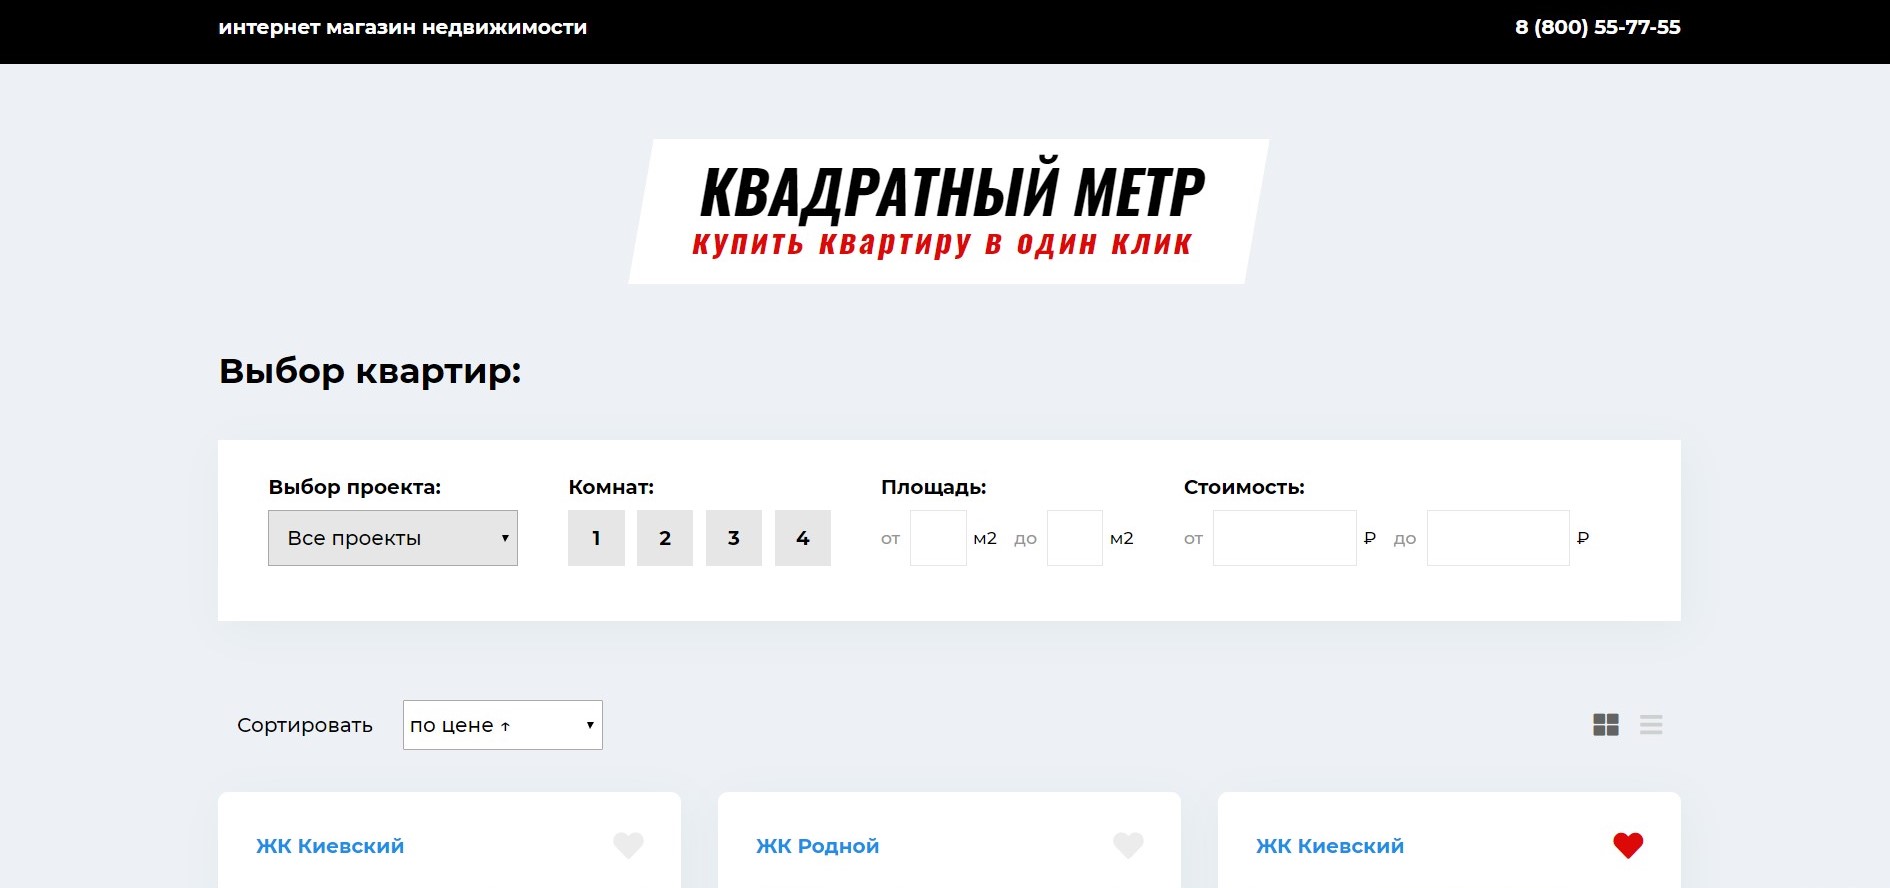 интернет магазин недвижимости 8 (800) 55-77-55
КВАДРАТНЫЙ МЕТР
купить квартиру в один клик
Выбор квартир:
Выбор проекта: Комнат: Площадь: Стоимость:
Все проекты 1 2 3 4 от м2 до м2 от ₽ до ₽
Сортировать по цене ↑
ЖК Киевский ЖК Родной ЖК Киевский